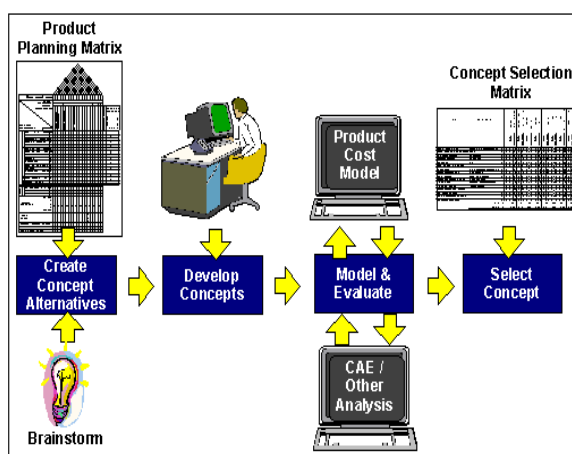 Product
Planning Matrix
Concept Selection
Matrix
Product
Cost
Model
Create
Concept
Alternatives
Develop
Concepts
Model &
Evaluate
Select
Concept
CAE /
Other
Analysis
Brainstorm